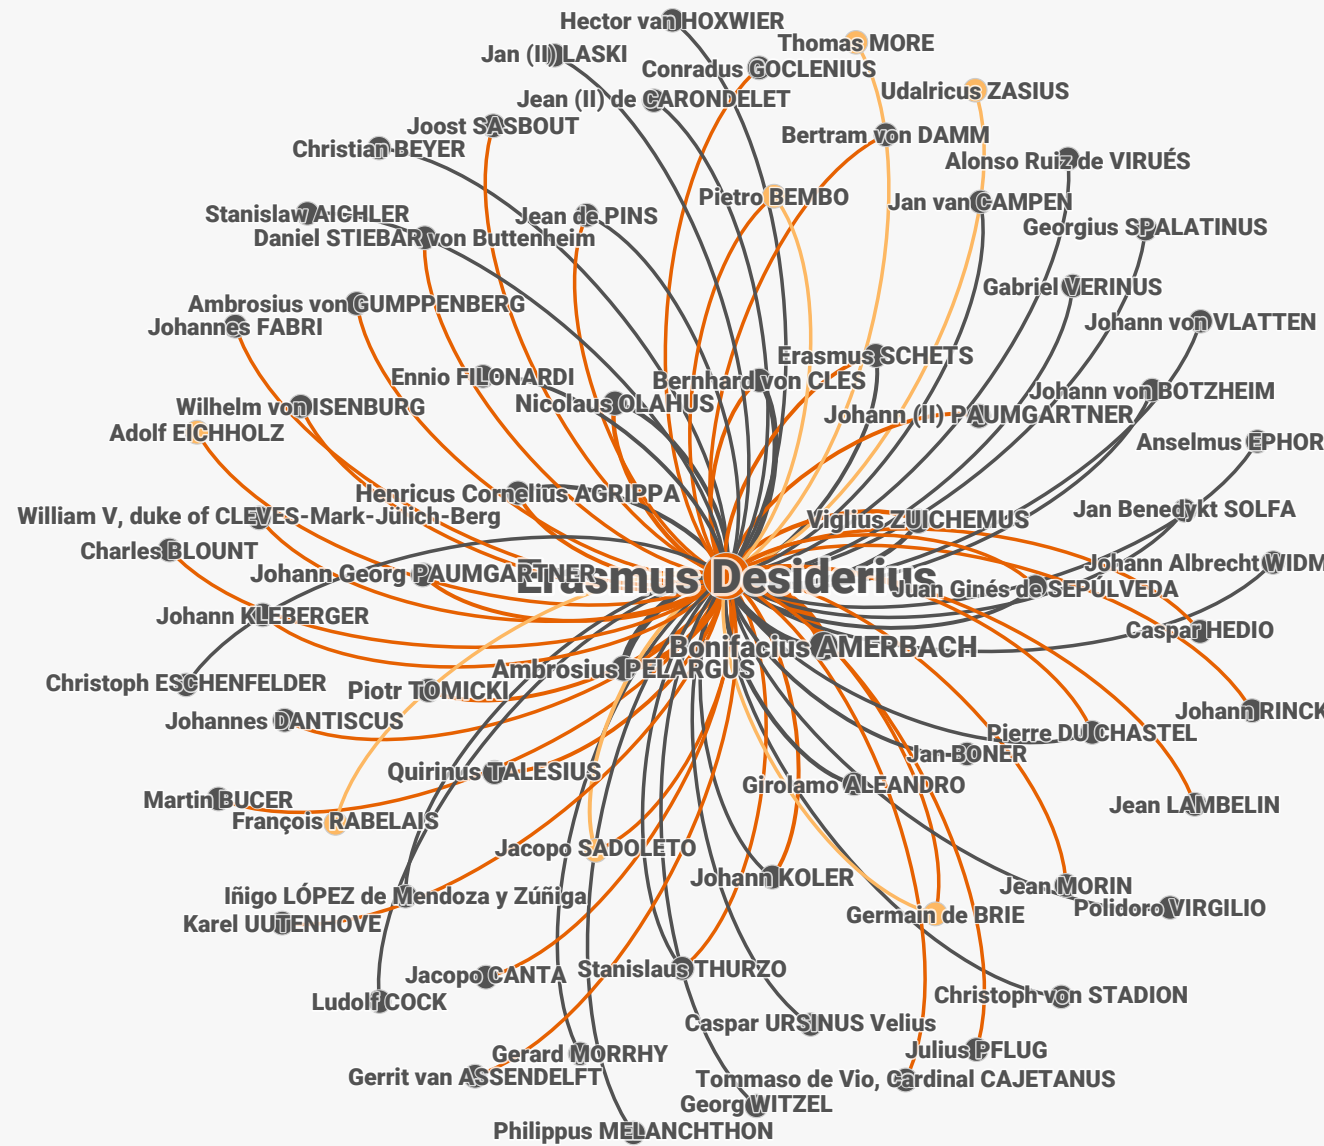 Hector van HOXWIER
Thomas MORE
Jan (II) LASKI
Conradus GOCLENIUS
Udalricus ZASIUS
Jean (II) de CARONDELET
Joost SASBOUT
Bertram von DAMM
Christian BEYER
Alonso Ruiz de VIRUÉS
Pietro BEMBO
Jan van CAMPEN
Stanislaw AICHLER
Jean de PINS
Georgius SPALATINUS
Daniel STIEBAR von Buttenheim
Gabriel VERINUS
Ambrosius von GUMPPENBERG
Johannes FABRI
Johann von VLATTEN
Erasmus SCHETS
Ennio FILONARDI
Bernhard von CLES
Johann von BOTZHEIM
Nicolaus OLAHUS
Wilhelm von ISENBURG
Johann (II) PAUMGARTNER
Adolf EICHHOLZ
Anselmus EPHOR
Henricus Cornelius AGRIPPA
Jan Benedykt SOLFA
William V, duke of CLEVES-Mark-Jülich-Berg
Viglius ZUICHEMUS
Charles BLOUNT
Johann Albrecht WIDM
Johann Georg PAUMGARTNER
Erasmus Desiderius
Juan Ginés de SEPÚLVEDA
Johann KLEBERGER
Caspar HEDIO
Bonifacius AMERBACH
Ambrosius PELARGUS
Christoph ESCHENFELDER
Piotr TOMICKI
Johann RINCK
Johannes DANTISCUS
Pierre DUCHASTEL
Jan BONER
Quirinus TALESIUS
Girolamo ALEANDRO
Martin BUCER
Jean LAMBELIN
François RABELAIS
Jacopo SADOLETO
Johann KOLER
Jean MORIN
Iñigo LÓPEZ de Mendoza y Zúñiga
Polidoro VIRGILIO
Germain de BRIE
Karel UUTENHOVE
Stanislaus THURZO
Jacopo CANTA
Christoph von STADION
Ludolf COCK
Caspar URSINUS Velius
Gerard MORRHY
Julius PFLUG
Gerrit van ASSENDELFT
Tommaso de Vio, Cardinal CAJETANUS
Georg WITZEL
Philippus MELANCHTHON